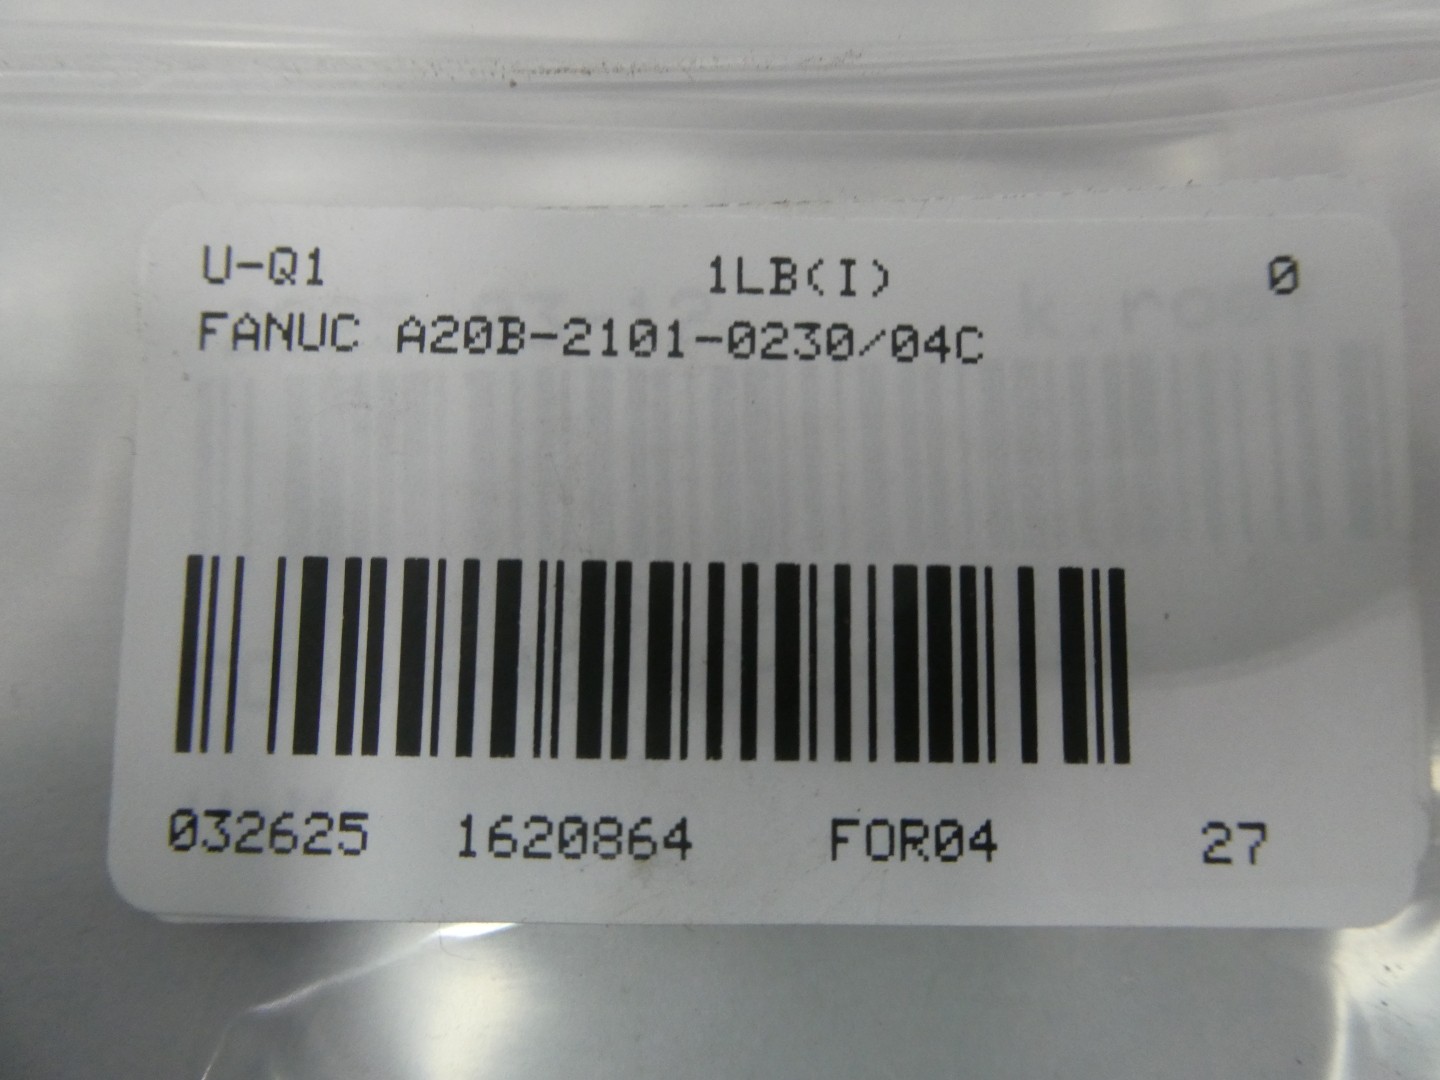 U-Q1 1LB(I) 0
FANUC A20B-2101-0230/04C
032625 1620864 FOR04 27